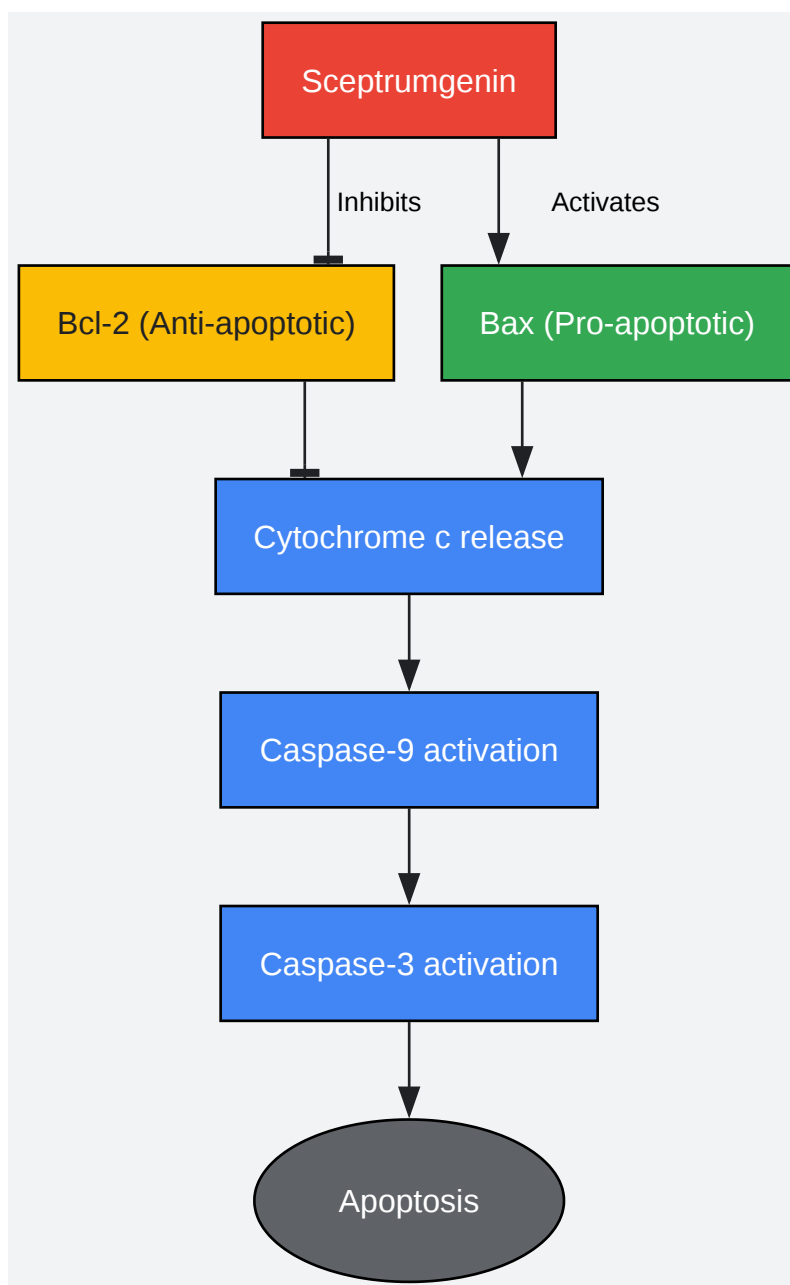 Sceptrumgenin
Inhibits
Activates
Bcl-2 (Anti-apoptotic)
Bax (Pro-apoptotic)
Cytochrome c release
Caspase-9 activation
Caspase-3 activation
Apoptosis